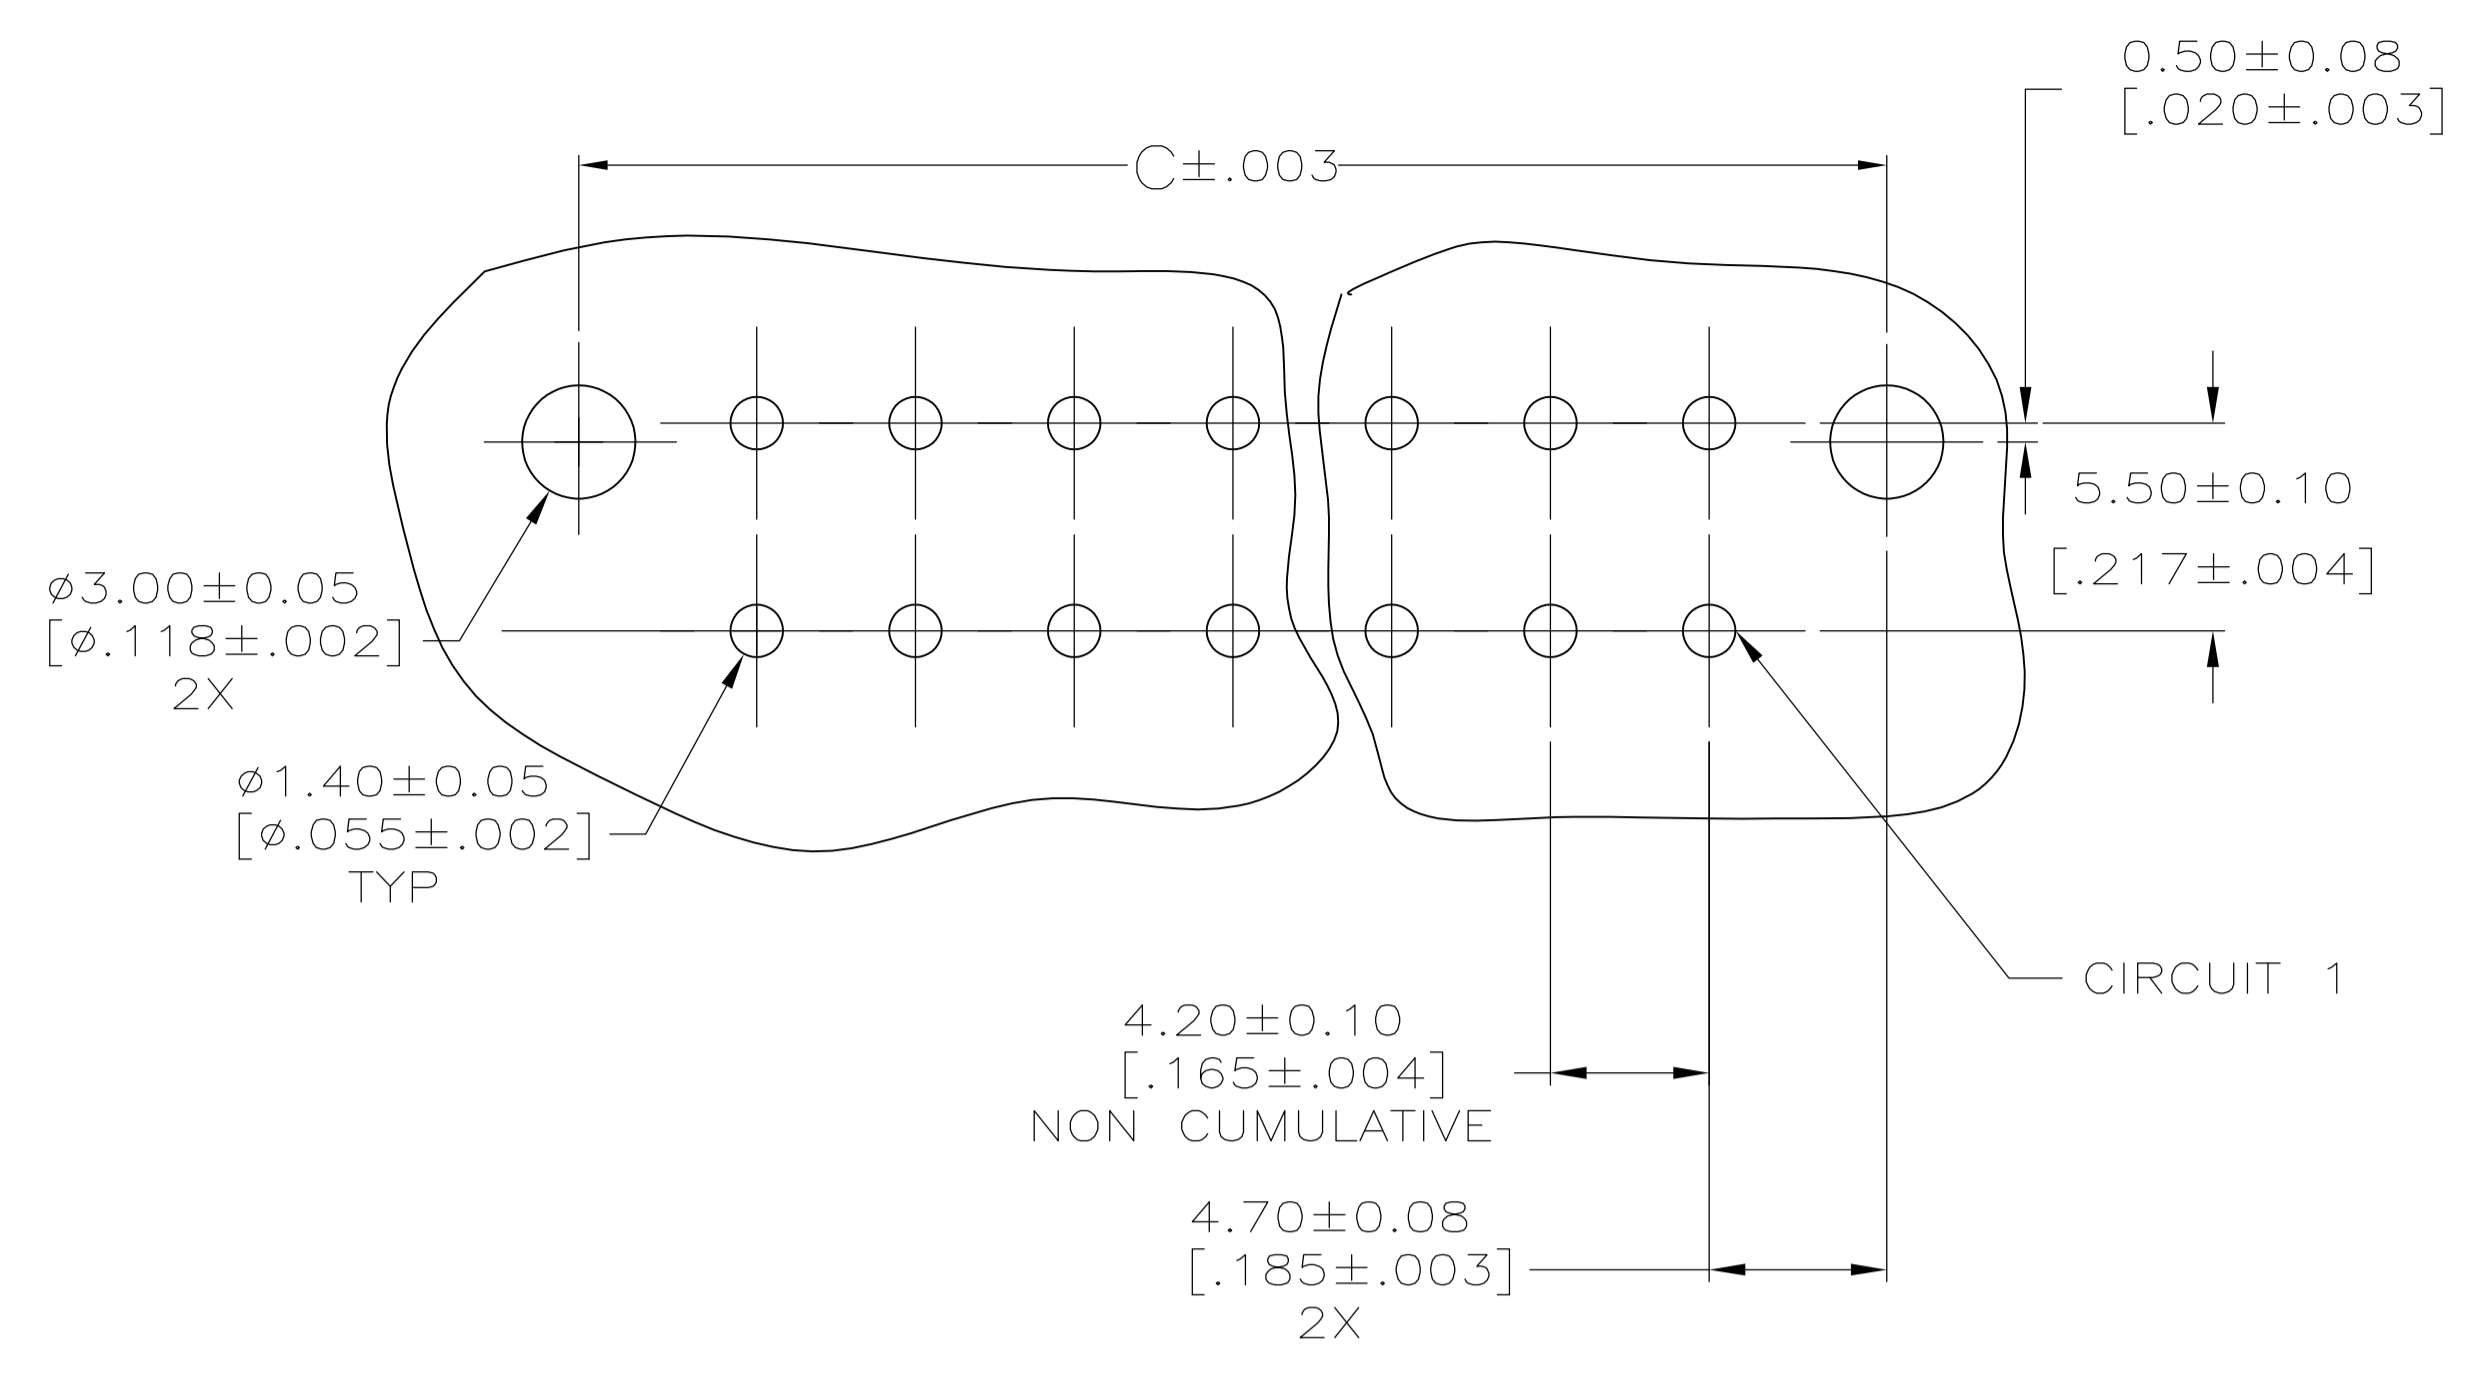 0.50±0.08
[.020±.003]
C±.003
5.50±0.10
[.217±.004]
ø3.00±0.05
[ø.118±.002]
2X
ø1.40±0.05
[ø.055±.002]
TYP
CIRCUIT 1
4.20±0.10
[.165±.004]
NON CUMULATIVE
4.70±0.08
[.185±.003]
2X